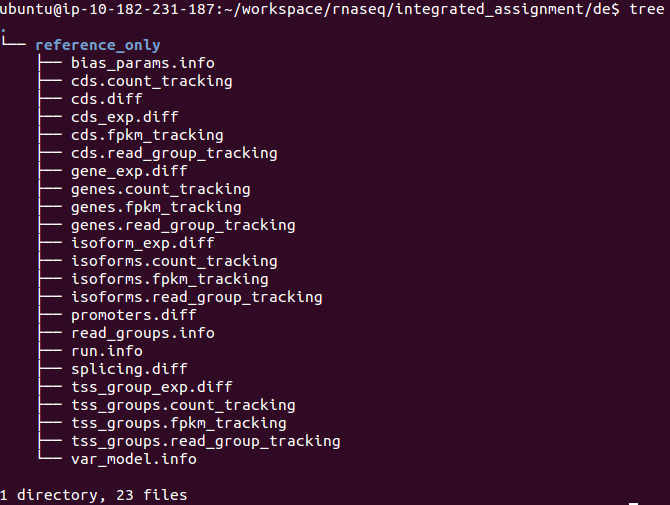 ubuntu@ip-10-182-231-187:~/workspace/rnaseq/integrated_assignment/de$ tree
.
└── reference_only
    ├── bias_params.info
    ├── cds.count_tracking
    ├── cds.diff
    ├── cds_exp.diff
    ├── cds.fpkm_tracking
    ├── cds.read_group_tracking
    ├── gene_exp.diff
    ├── genes.count_tracking
    ├── genes.fpkm_tracking
    ├── genes.read_group_tracking
    ├── isoform_exp.diff
    ├── isoforms.count_tracking
    ├── isoforms.fpkm_tracking
    ├── isoforms.read_group_tracking
    ├── promoters.diff
    ├── read_groups.info
    ├── run.info
    ├── splicing.diff
    ├── tss_group_exp.diff
    ├── tss_groups.count_tracking
    ├── tss_groups.fpkm_tracking
    ├── tss_groups.read_group_tracking
    └── var_model.info

1 directory, 23 files